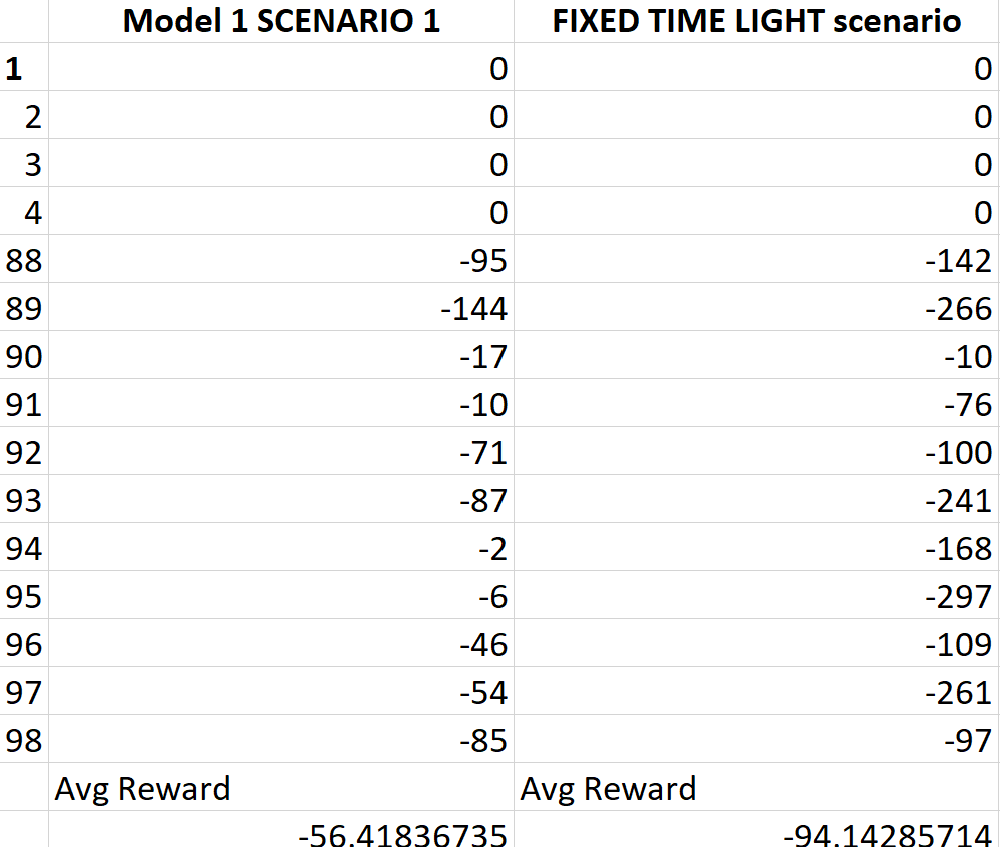 Model 1 SCENARIO 1 FIXED TIME LIGHT scenario
1 0 0
2 0 0
3 0 0
4 0 0
88 -95 -142
89 -144 -266
90 -17 -10
91 -10 -76
92 -71 -100
93 -87 -241
94 -2 -168
95 -6 -297
96 -46 -109
97 -54 -261
98 -85 -97
Avg Reward Avg Reward
-56.41836735 -94.14285714